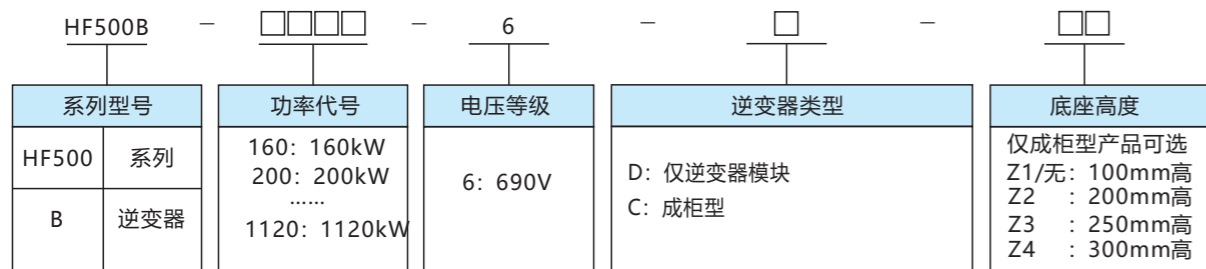 HF500B － □□□□ － 6 － □ － □□
系列型号
HF500 系列
B 逆变器
功率代号
160：160kW
200：200kW
……
1120：1120kW
电压等级
6：690V
逆变器类型
D：仅逆变器模块
C：成柜型
底座高度
仅成柜型产品可选
Z1/无：100mm高
Z2 ：200mm高
Z3 ：250mm高
Z4 ：300mm高